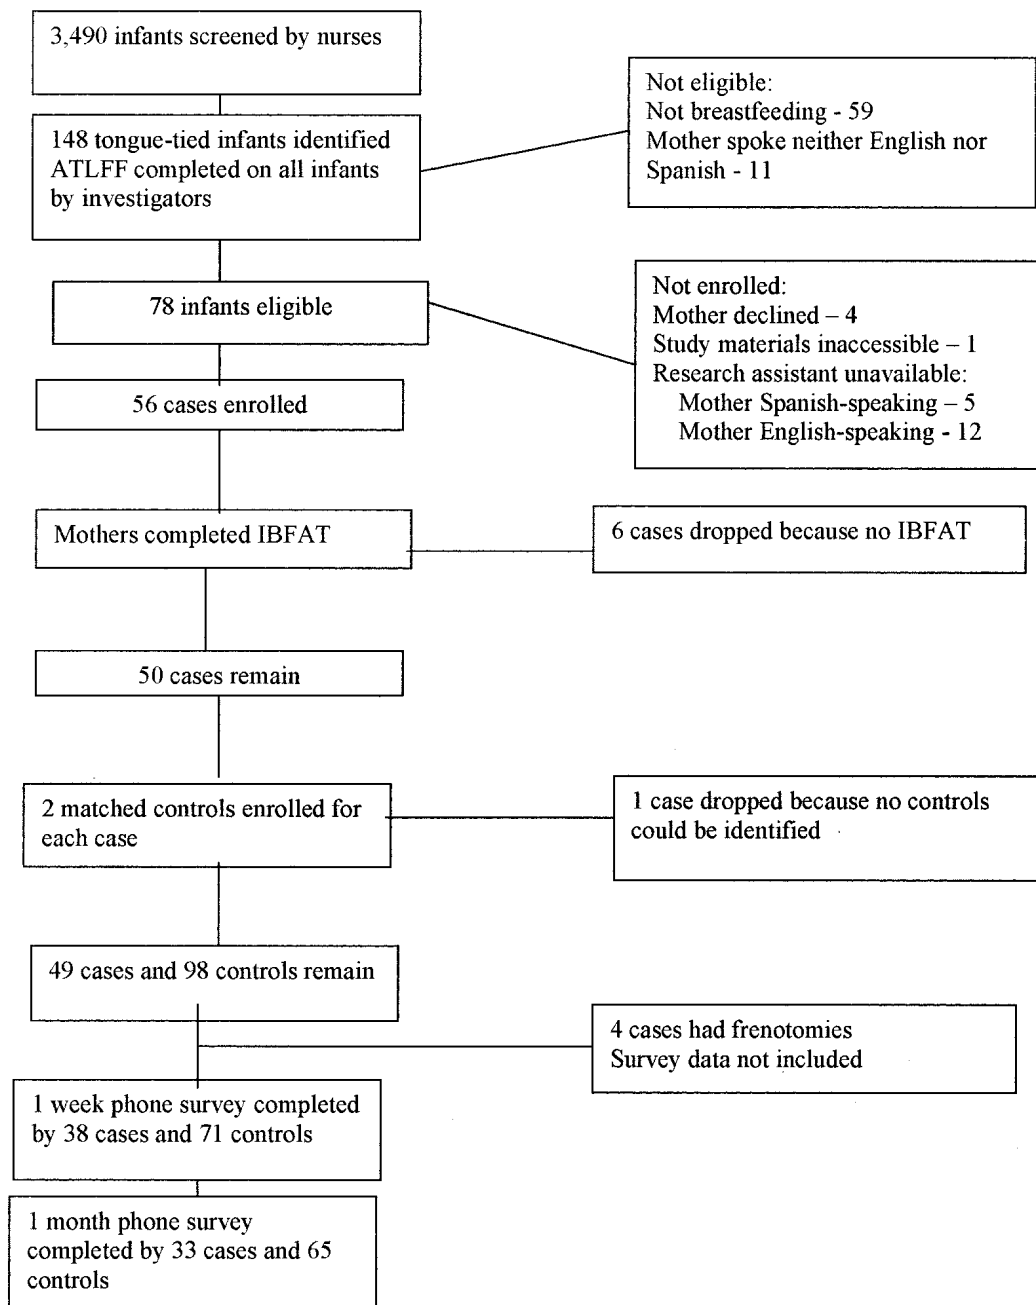 3,490 infants screened by nurses
Not eligible:
Not breastfeeding - 59
Mother spoke neither English nor
Spanish - 11
148 tongue-tied infants identified
ATLFF completed on all infants
by investigators
78 infants eligible
Not enrolled:
Mother declined – 4
Study materials inaccessible – 1
Research assistant unavailable:
Mother Spanish-speaking – 5
Mother English-speaking - 12
56 cases enrolled
Mothers completed IBFAT
6 cases dropped because no IBFAT
50 cases remain
2 matched controls enrolled for
each case
1 case dropped because no controls
could be identified
49 cases and 98 controls remain
4 cases had frenotomies
Survey data not included
1 week phone survey completed
by 38 cases and 71 controls
1 month phone survey
completed by 33 cases and 65
controls